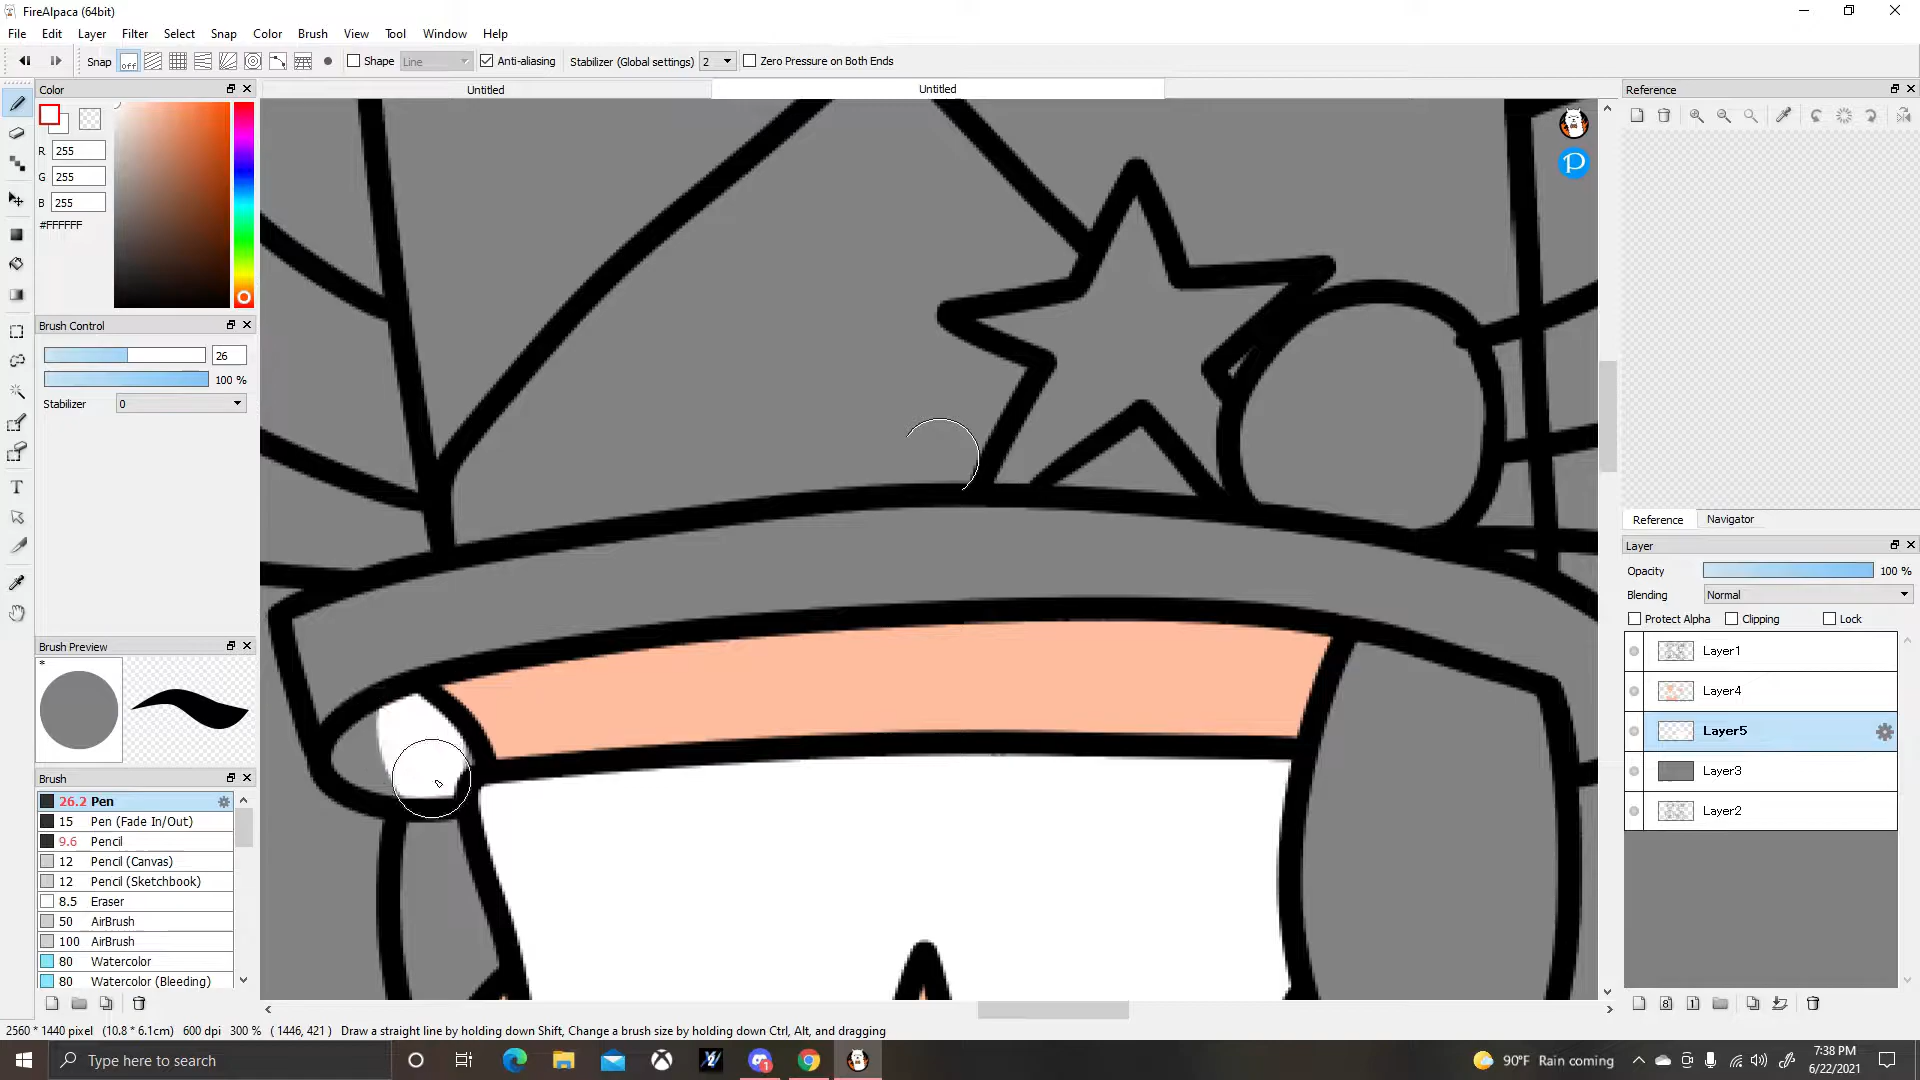 FireAlpaca (64bit)
File Edit Layer Filter Select Snap Color Brush View Tool Window Help
Snap off Shape Line Anti-aliasing Stabilizer (Global settings) 2 Zero Pressure on Both Ends
Color Untitled Untitled Reference
R 255
G 255
B 255
#FFFFFF
Brush Control
26
100 %
Stabilizer 0
Reference Navigator
Layer
Opacity 100 %
Blending Normal
Protect Alpha Clipping Lock
Brush Preview
*
Layer1
Layer4
Layer5
Layer3
Layer2
Brush
26.2 Pen
15 Pen (Fade In/Out)
9.6 Pencil
12 Pencil (Canvas)
12 Pencil (Sketchbook)
8.5 Eraser
50 AirBrush
100 AirBrush
80 Watercolor
80 Watercolor (Bleeding)
2560 * 1440 pixel (10.8 * 6.1cm) 600 dpi 300 % ( 1446, 421 ) Draw a straight line by holding down Shift, Change a brush size by holding down Ctrl, Alt, and dragging
Type here to search
90°F Rain coming
7:38 PM
6/22/2021